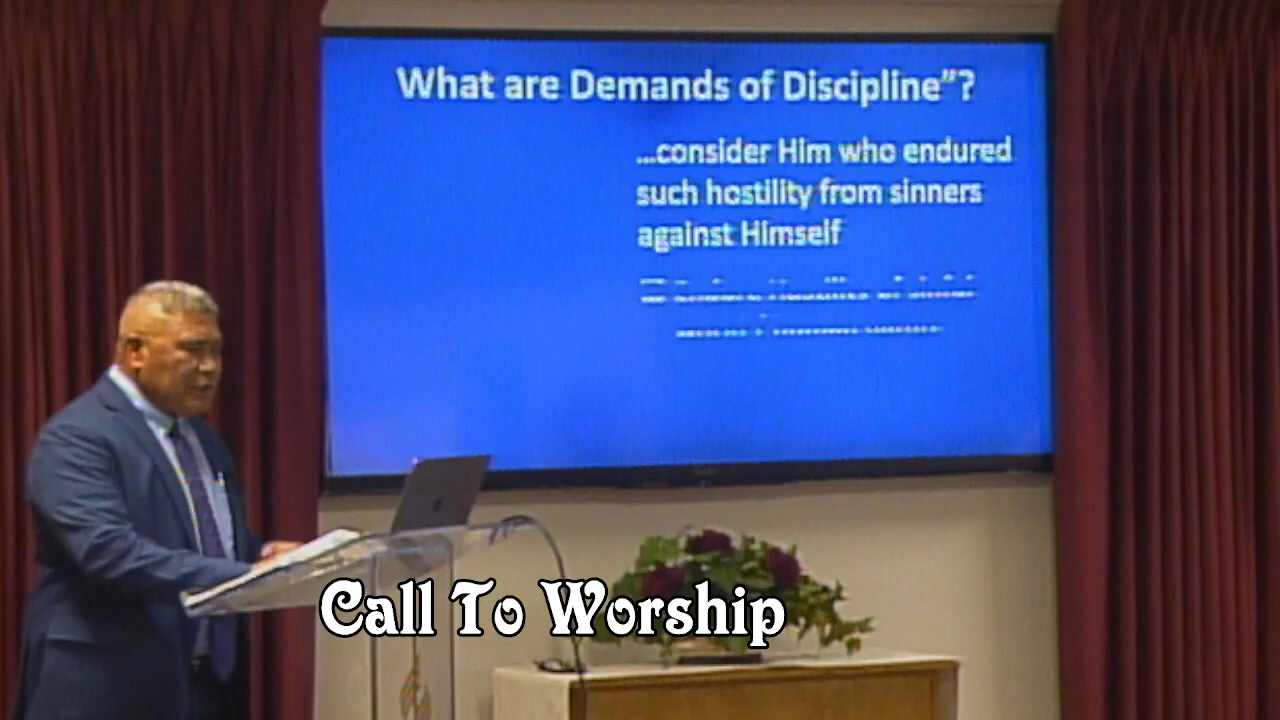 What are Demands of Discipline”?
...consider Him who endured
such hostility from sinners
against Himself
Call To Worship